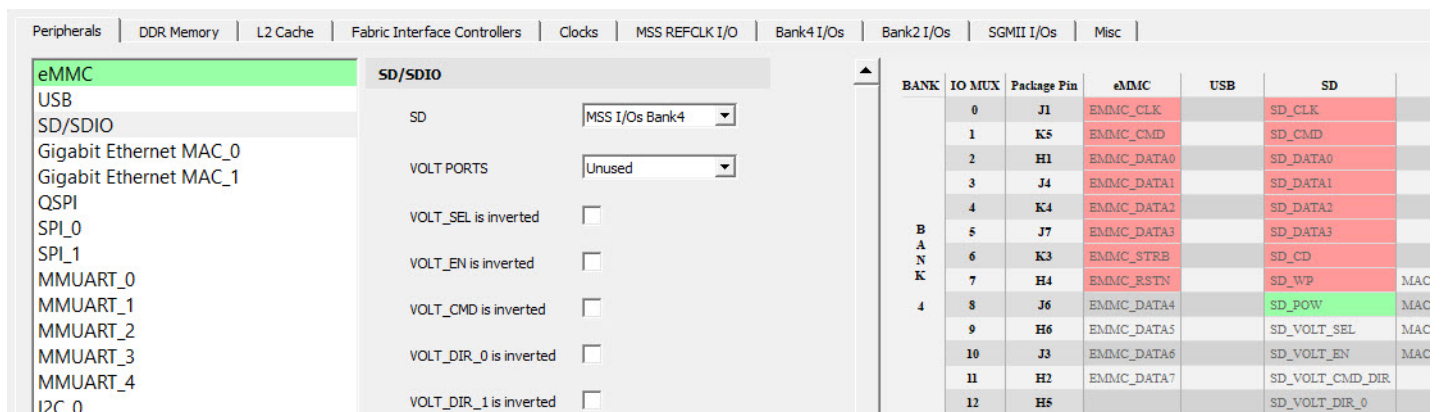 Peripherals DDR Memory L2 Cache Fabric Interface Controllers Clocks MSS REFCLK I/O Bank4 I/Os Bank2 I/Os SGMII I/Os Misc
eMMC
USB
SD/SDIO
Gigabit Ethernet MAC_0
Gigabit Ethernet MAC_1
QSPI
SPI_0
SPI_1
MMUART_0
MMUART_1
MMUART_2
MMUART_3
MMUART_4
I2C_0
SD/SDIO
SD MSS I/Os Bank4
VOLT PORTS Unused
VOLT_SEL is inverted
VOLT_EN is inverted
VOLT_CMD is inverted
VOLT_DIR_0 is inverted
VOLT_DIR_1 is inverted
BANK IO MUX Package Pin eMMC USB SD
0 J1 EMMC_CLK SD_CLK
1 K5 EMMC_CMD SD_CMD
2 H1 EMMC_DATA0 SD_DATA0
3 J4 EMMC_DATA1 SD_DATA1
4 K4 EMMC_DATA2 SD_DATA2
5 J7 EMMC_DATA3 SD_DATA3
6 K3 EMMC_STRB SD_CD
7 H4 EMMC_RSTN SD_WP MAC
8 J6 EMMC_DATA4 SD_POW MAC
9 H6 EMMC_DATA5 SD_VOLT_SEL MAC
10 J3 EMMC_DATA6 SD_VOLT_EN MAC
11 H2 EMMC_DATA7 SD_VOLT_CMD_DIR
12 H5 SD_VOLT_DIR_0
BANK 4